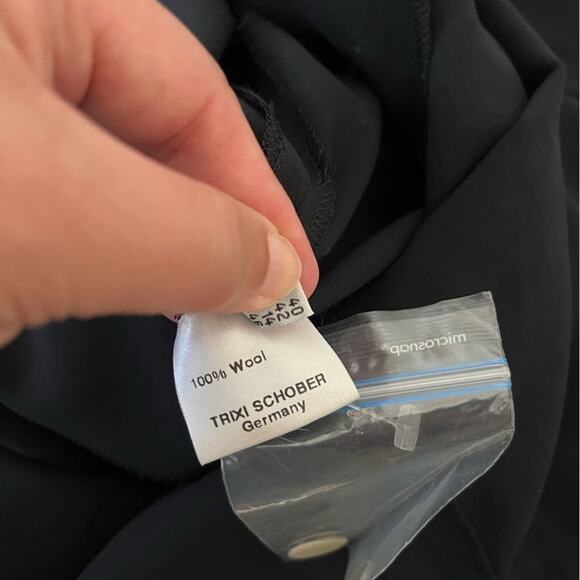 100% Wool
TRIXI SCHOBER
Germany
microsnap®